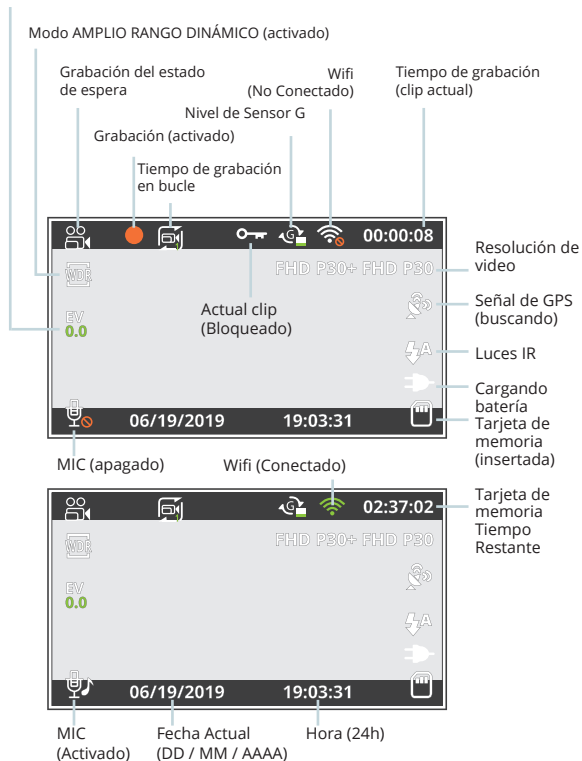 Modo AMPLIO RANGO DINÁMICO (activado)
Grabación del estado
de espera
Wifi
(No Conectado)
Tiempo de grabación
(clip actual)
Nivel de Sensor G
Grabación (activado)
Tiempo de grabación
en bucle
G
00:00:08
WDR
FHD P30+ FHD P30
Resolución de
video
Señal de GPS
(buscando)
EV
0.0
Actual clip
(Bloqueado)
A
Luces IR
Cargando
batería
Tarjeta de
memoria
(insertada)
06/19/2019
19:03:31
MIC (apagado)
Wifi (Conectado)
G
02:37:02
Tarjeta de
memoria
Tiempo
Restante
WDR
FHD P30+ FHD P30
EV
0.0
A
06/19/2019
19:03:31
MIC
(Activado)
Fecha Actual
(DD / MM / AAAA)
Hora (24h)